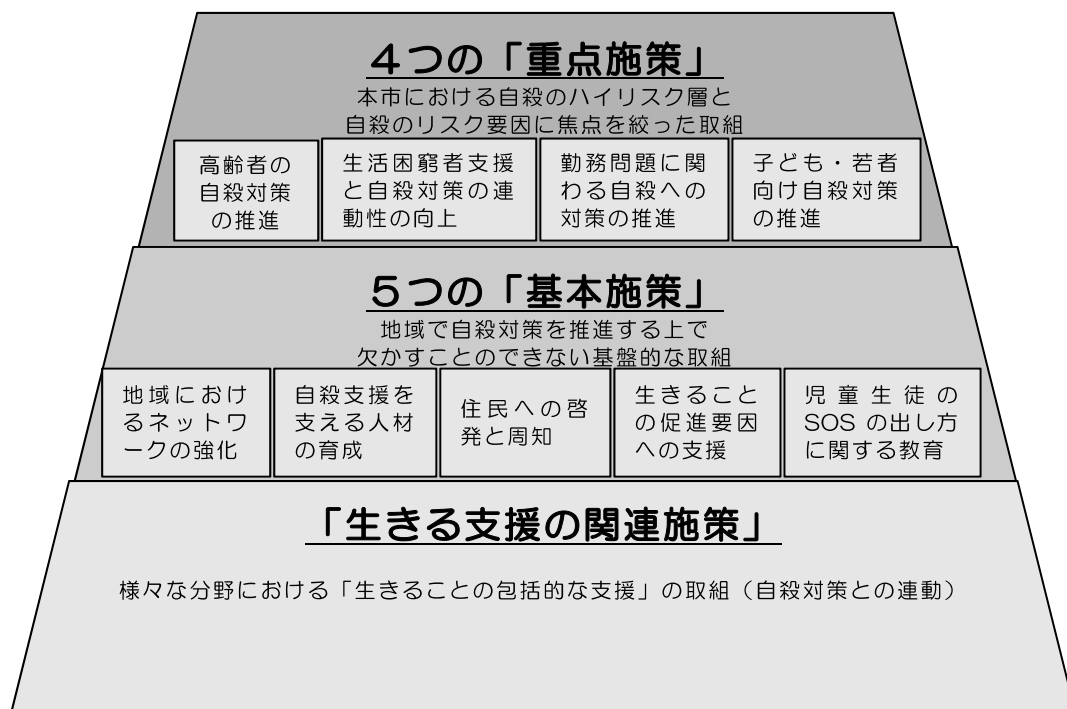 ４つの「重点施策」
本市における自殺のハイリスク層と
自殺のリスク要因に焦点を絞った取組
高齢者の
自殺対策
の推進
生活困窮者支援
と自殺対策の連
動性の向上
勤務問題に関
わる自殺への
対策の推進
子ども・若者
向け自殺対策
の推進
５つの「基本施策」
地域で自殺対策を推進する上で
欠かすことのできない基盤的な取組
地域におけ
るネットワ
ークの強化
自殺支援を
支える人材
の育成
住民への啓
発と周知
生きること
の促進要因
への支援
児童生徒の
SOS の出し方
に関する教育
「生きる支援の関連施策」
様々な分野における「生きることの包括的な支援」の取組（自殺対策との連動）